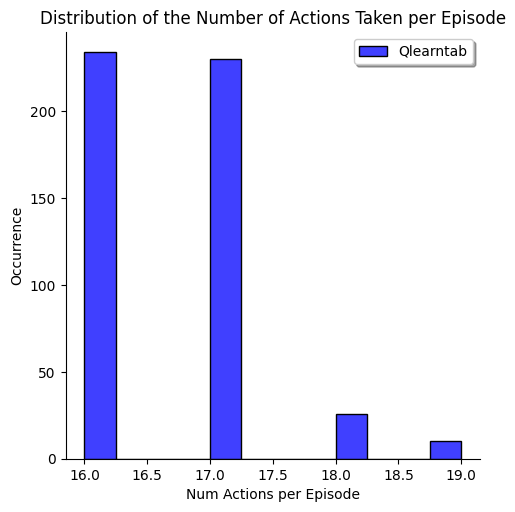 Distribution of the Number of Actions Taken per Episode
Qlearntab
Occurrence
200
150
100
50
0
16.0 16.5 17.0 17.5 18.0 18.5 19.0
Num Actions per Episode